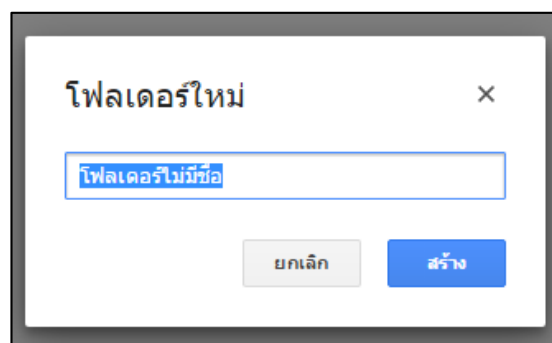 โฟลเดอร์ใหม่
โฟลเดอร์ไม่มีชื่อ
ยกเลิก
สร้าง